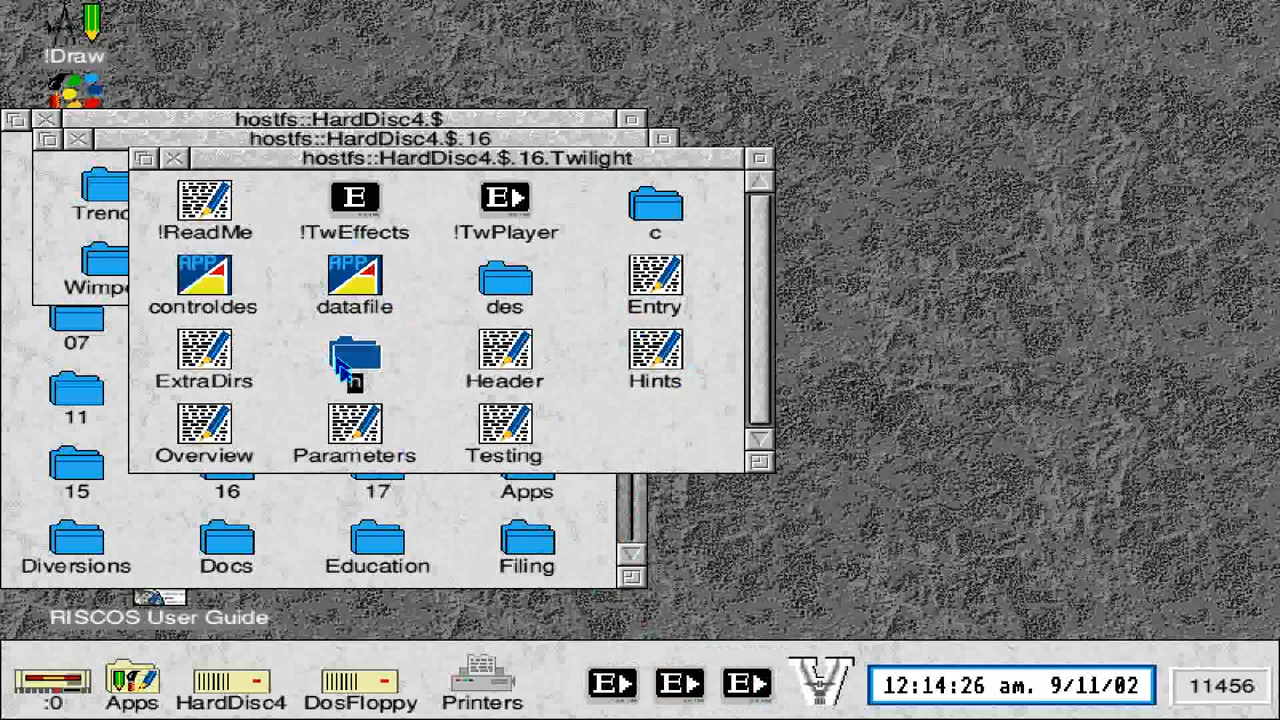 !Draw
hostfs::HardDisc4.$
hostfs::HardDisc4.$.16
hostfs::HardDisc4.$.16.Twilight
!ReadMe
!TwEffects
!TwPlayer
c
controldes
datafile
des
Entry
ExtraDirs
h
Header
Hints
Overview
Parameters
Testing
Trenc
Wimpe
07
11
15
16
17
Apps
Diversions
Docs
Education
Filing
RISCOS User Guide
:0
Apps
HardDisc4
DosFloppy
Printers
12:14:26 am. 9/11/02
11456